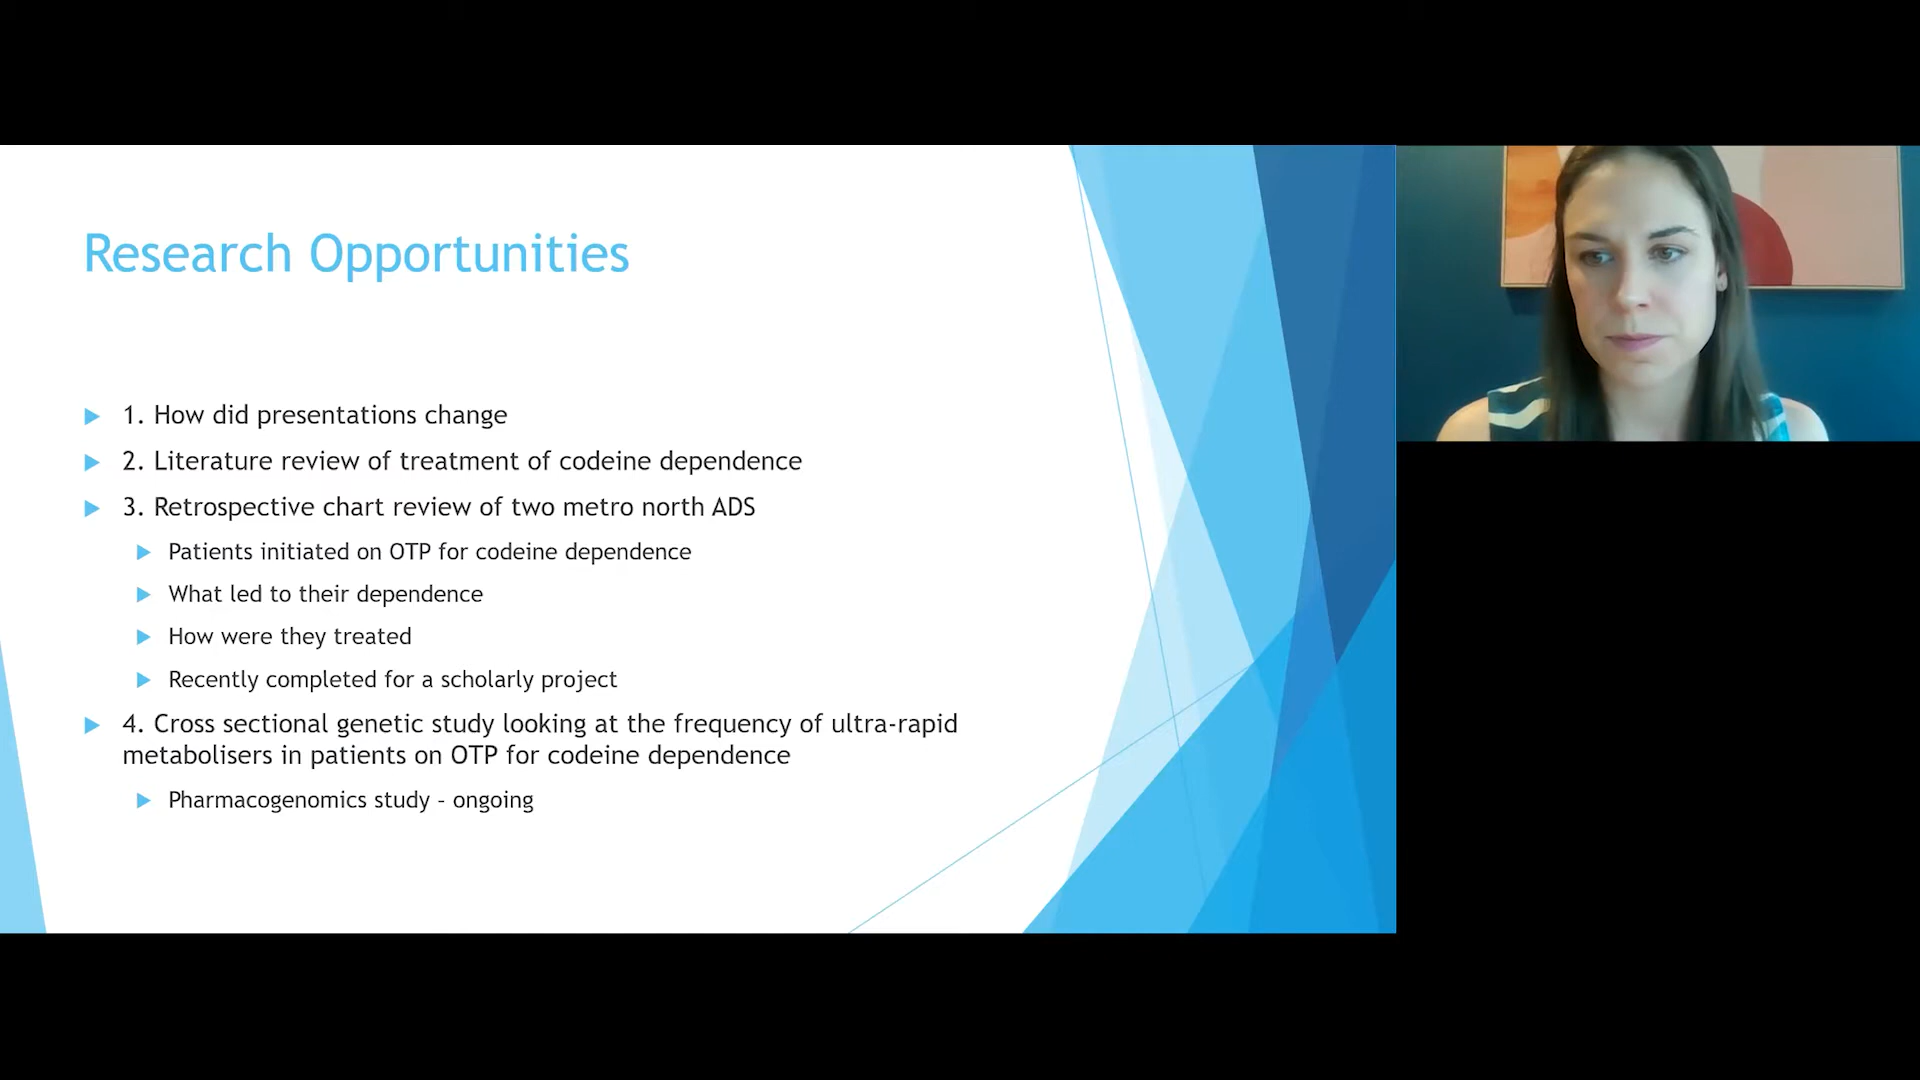 Research Opportunities
1. How did presentations change
2. Literature review of treatment of codeine dependence
3. Retrospective chart review of two metro north ADS
Patients initiated on OTP for codeine dependence
What led to their dependence
How were they treated
Recently completed for a scholarly project
4. Cross sectional genetic study looking at the frequency of ultra-rapid
metabolisers in patients on OTP for codeine dependence
Pharmacogenomics study – ongoing